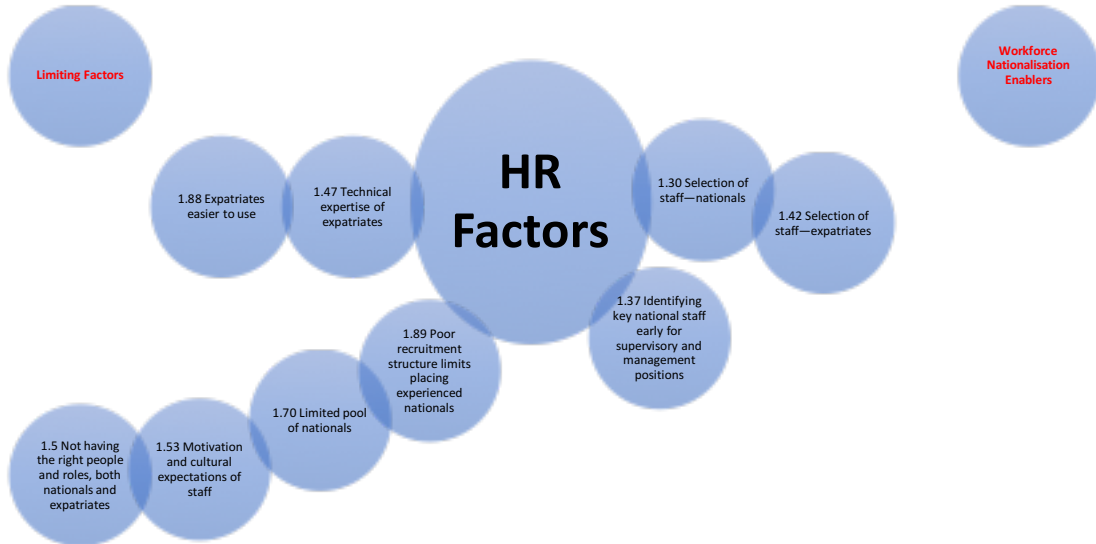 Limiting Factors
Workforce
Nationalisation
Enablers
HR
Factors
1.88 Expatriates
easier to use
1.47 Technical
expertise of
expatriates
1.30 Selection of
staff—nationals
1.42 Selection of
staff—expatriates
1.37 Identifying
key national staff
early for
supervisory and
management
positions
1.89 Poor
recruitment
structure limits
placing
experienced
nationals
1.70 Limited pool
of nationals
1.53 Motivation
and cultural
expectations of
staff
1.5 Not having
the right people
and roles, both
nationals and
expatriates